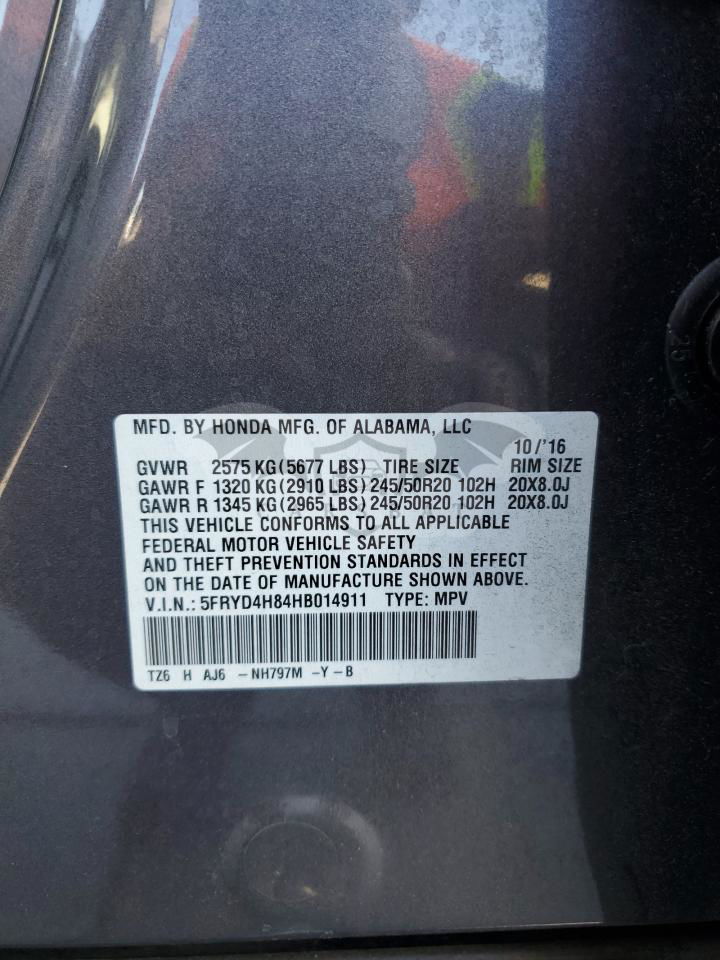 MFD. BY HONDA MFG. OF ALABAMA, LLC
10/'16
GVWR 2575 KG(5677 LBS) TIRE SIZE RIM SIZE
GAWR F 1320 KG(2910 LBS) 245/50R20 102H 20X8.0J
GAWR R 1345 KG(2965 LBS) 245/50R20 102H 20X8.0J
THIS VEHICLE CONFORMS TO ALL APPLICABLE
FEDERAL MOTOR VEHICLE SAFETY
AND THEFT PREVENTION STANDARDS IN EFFECT
ON THE DATE OF MANUFACTURE SHOWN ABOVE.
V.I.N.: 5FRYD4H84HB014911 TYPE: MPV
TZ6 H AJ6 -NH797M -Y-B
25